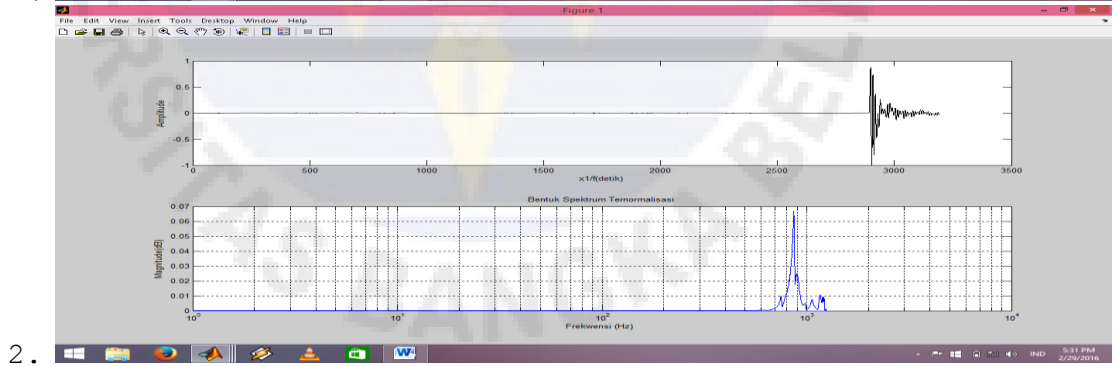 Figure 1
File Edit View Insert Tools Desktop Window Help
1
0.5
0
-0.5
-1
Amplitude
0 500 1000 1500 2000 2500 3000 3500
x1/f(detik)
Bentuk Spektrum Ternormalisasi
0.07
0.06
0.05
0.04
0.03
0.02
0.01
0
Magnitude(dB)
10^0 10^1 10^2 10^3 10^4
Frekwensi (Hz)
2.
IND
5:31 PM
2/29/2016
BANGKA BELI